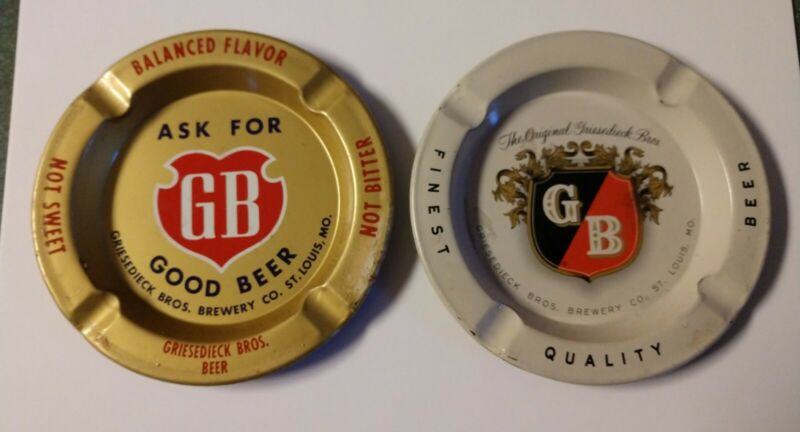 BALANCED FLAVOR
NOT SWEET
NOT BITTER
ASK FOR
GB
GOOD BEER
GRIESEDIECK BROS. BREWERY CO. ST. LOUIS, MO.
GRIESEDIECK BROS.
BEER
The Original Griesedieck Bros.
GB
GRIESEDIECK BROS. BREWERY CO., ST. LOUIS, MO.
FINEST
QUALITY
BEER